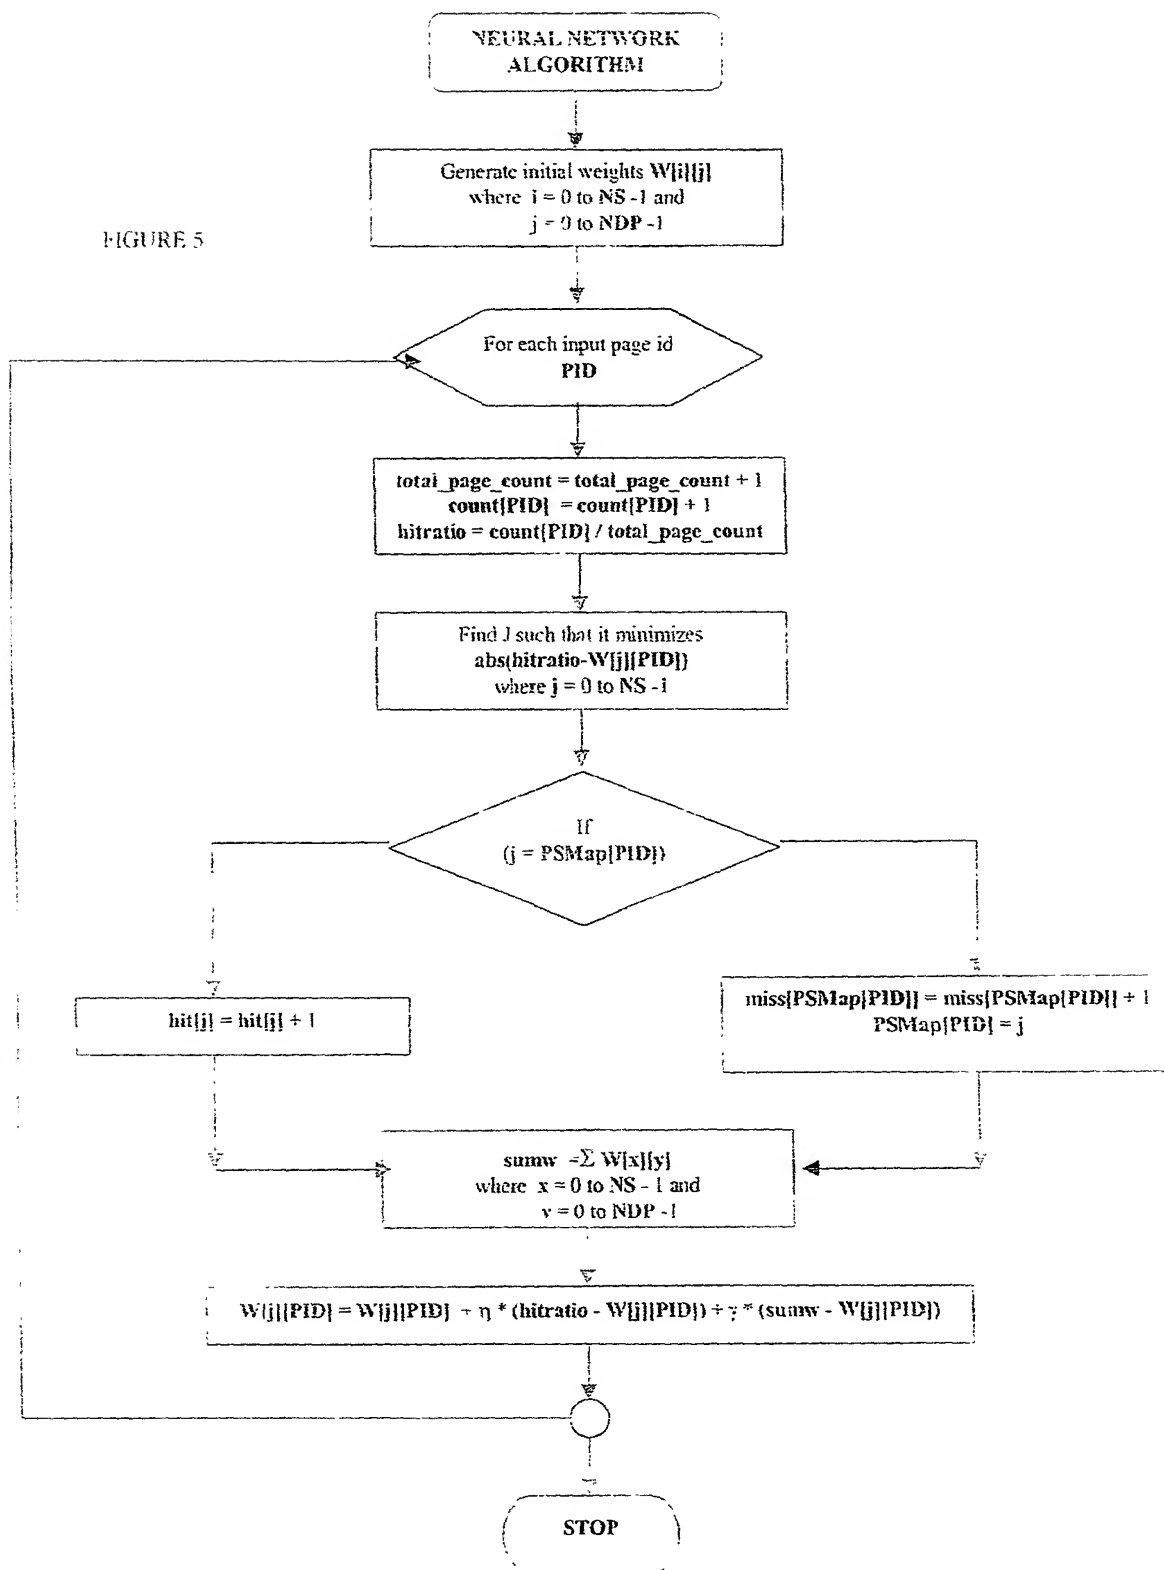 NEURAL NETWORK
ALGORITHM
Generate initial weights W[i][j]
where i = 0 to NS -1 and
j = 0 to NDP -1
FIGURE 5
For each input page id
PID
total_page_count = total_page_count + 1
count[PID] = count[PID] + 1
hitratio = count[PID] / total_page_count
Find J such that it minimizes
abs(hitratio-W[j][PID])
where j = 0 to NS -1
If
(j = PSMap[PID])
hit[j] = hit[j] + 1
miss[PSMap[PID]] = miss[PSMap[PID]] + 1
PSMap[PID] = j
sumw =Σ W[x][y]
where x = 0 to NS - 1 and
y = 0 to NDP -1
W[j][PID] = W[j][PID] + η * (hitratio - W[j][PID]) + γ * (sumw - W[j][PID])
STOP